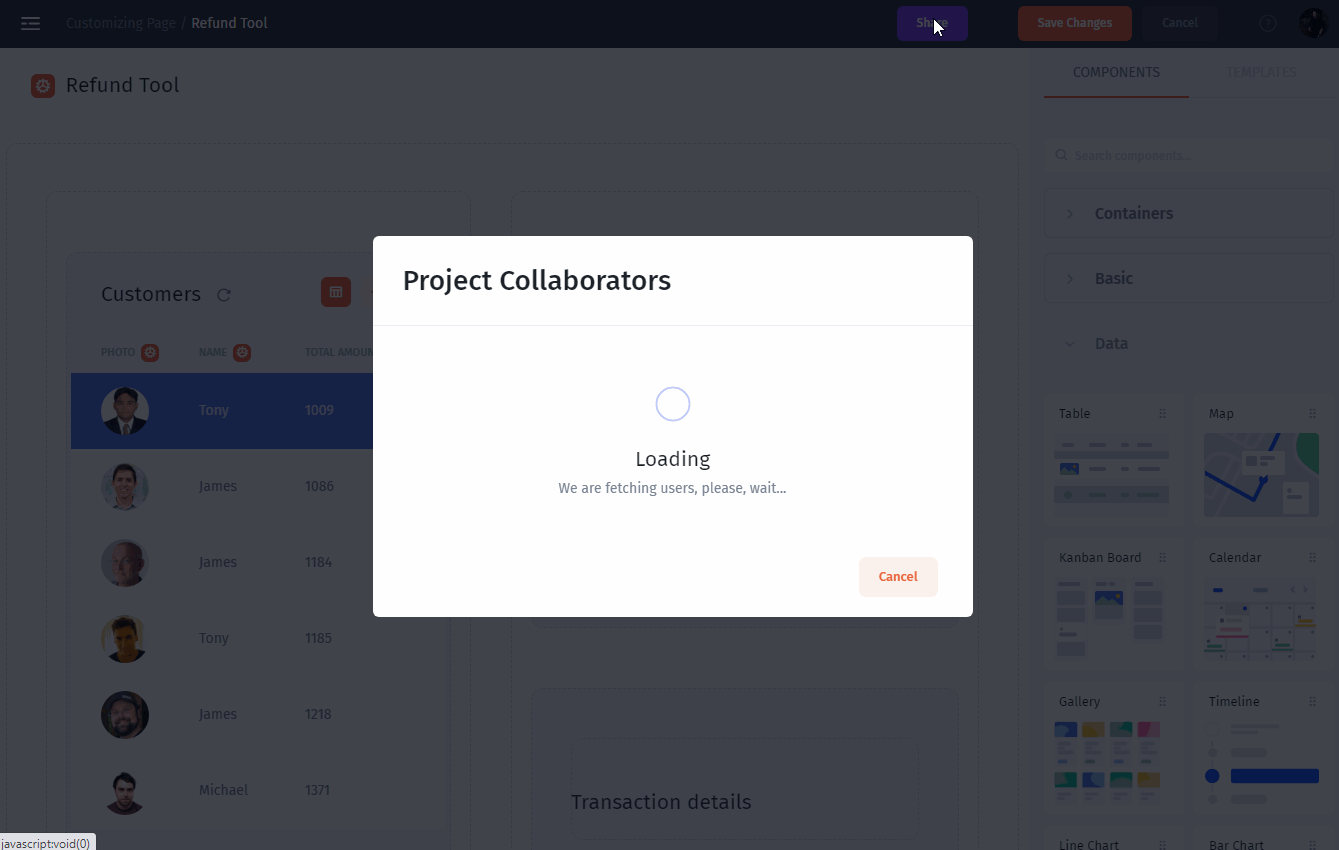 Customizing Page / Refund Tool
Share
Save Changes
Cancel
Refund Tool
COMPONENTS
TEMPLATES
Search components...
Containers
Basic
Data
Table
Map
Kanban Board
Calendar
Gallery
Timeline
Line Chart
Bar Chart
Customers
PHOTO NAME TOTAL AMOUN
Tony 1009
James 1086
James 1184
Tony 1185
James 1218
Michael 1371
Project Collaborators
Loading
We are fetching users, please, wait...
Cancel
Transaction details
javascript:void(0)